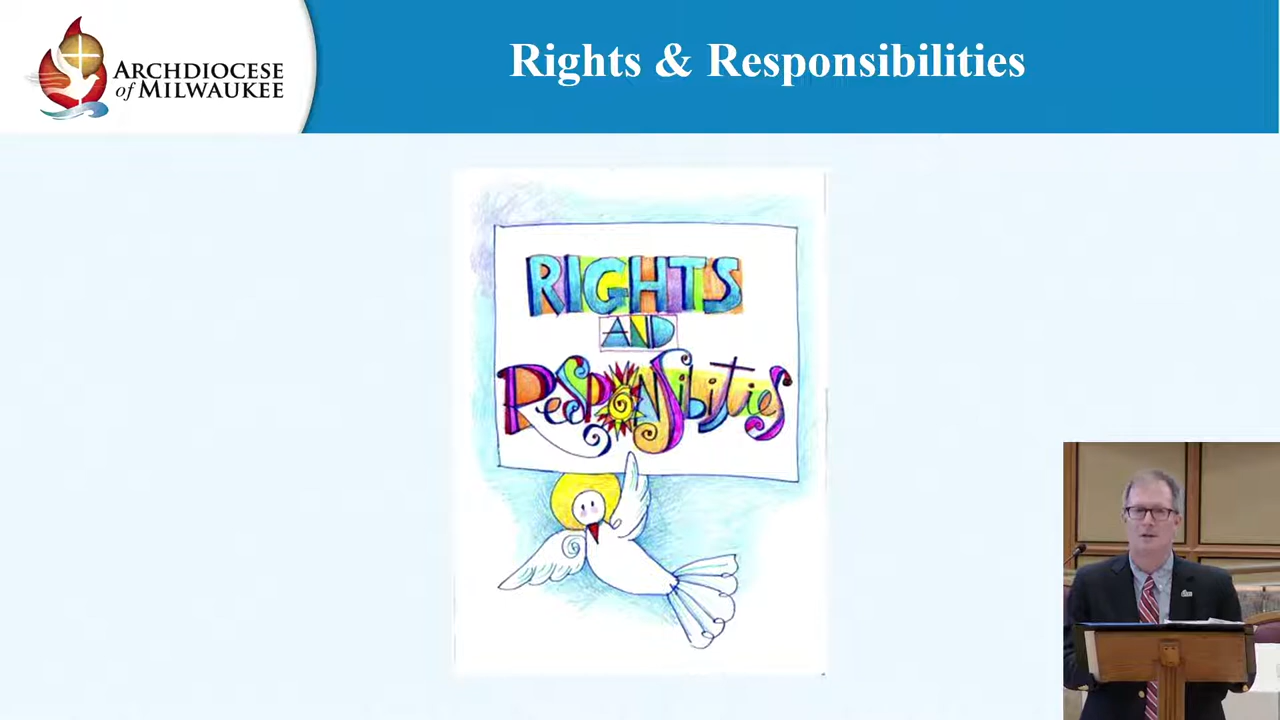 ARCHDIOCESE
of MILWAUKEE
Rights & Responsibilities
RIGHTS
AND
Responsibilities